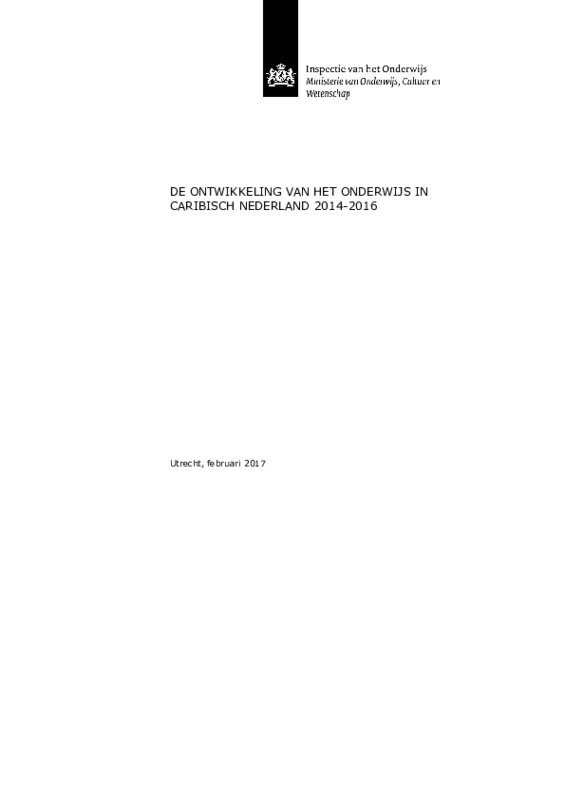 Inspectie van het Onderwijs
Ministerie van Onderwijs, Cultuur en
Wetenschap
DE ONTWIKKELING VAN HET ONDERWIJS IN
CARIBISCH NEDERLAND 2014-2016
Utrecht, februari 2017